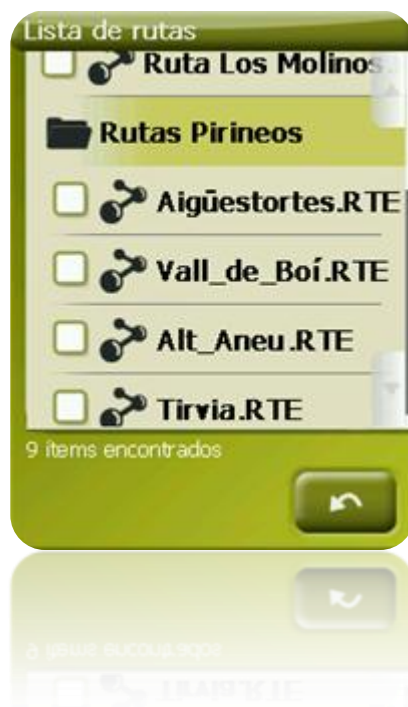 Lista de rutas
Ruta Los Molinos
Rutas Pirineos
Aigüestortes.RTE
Vall_de_Boí.RTE
Alt_Aneu.RTE
Tirvia.RTE
9 ítems encontrados